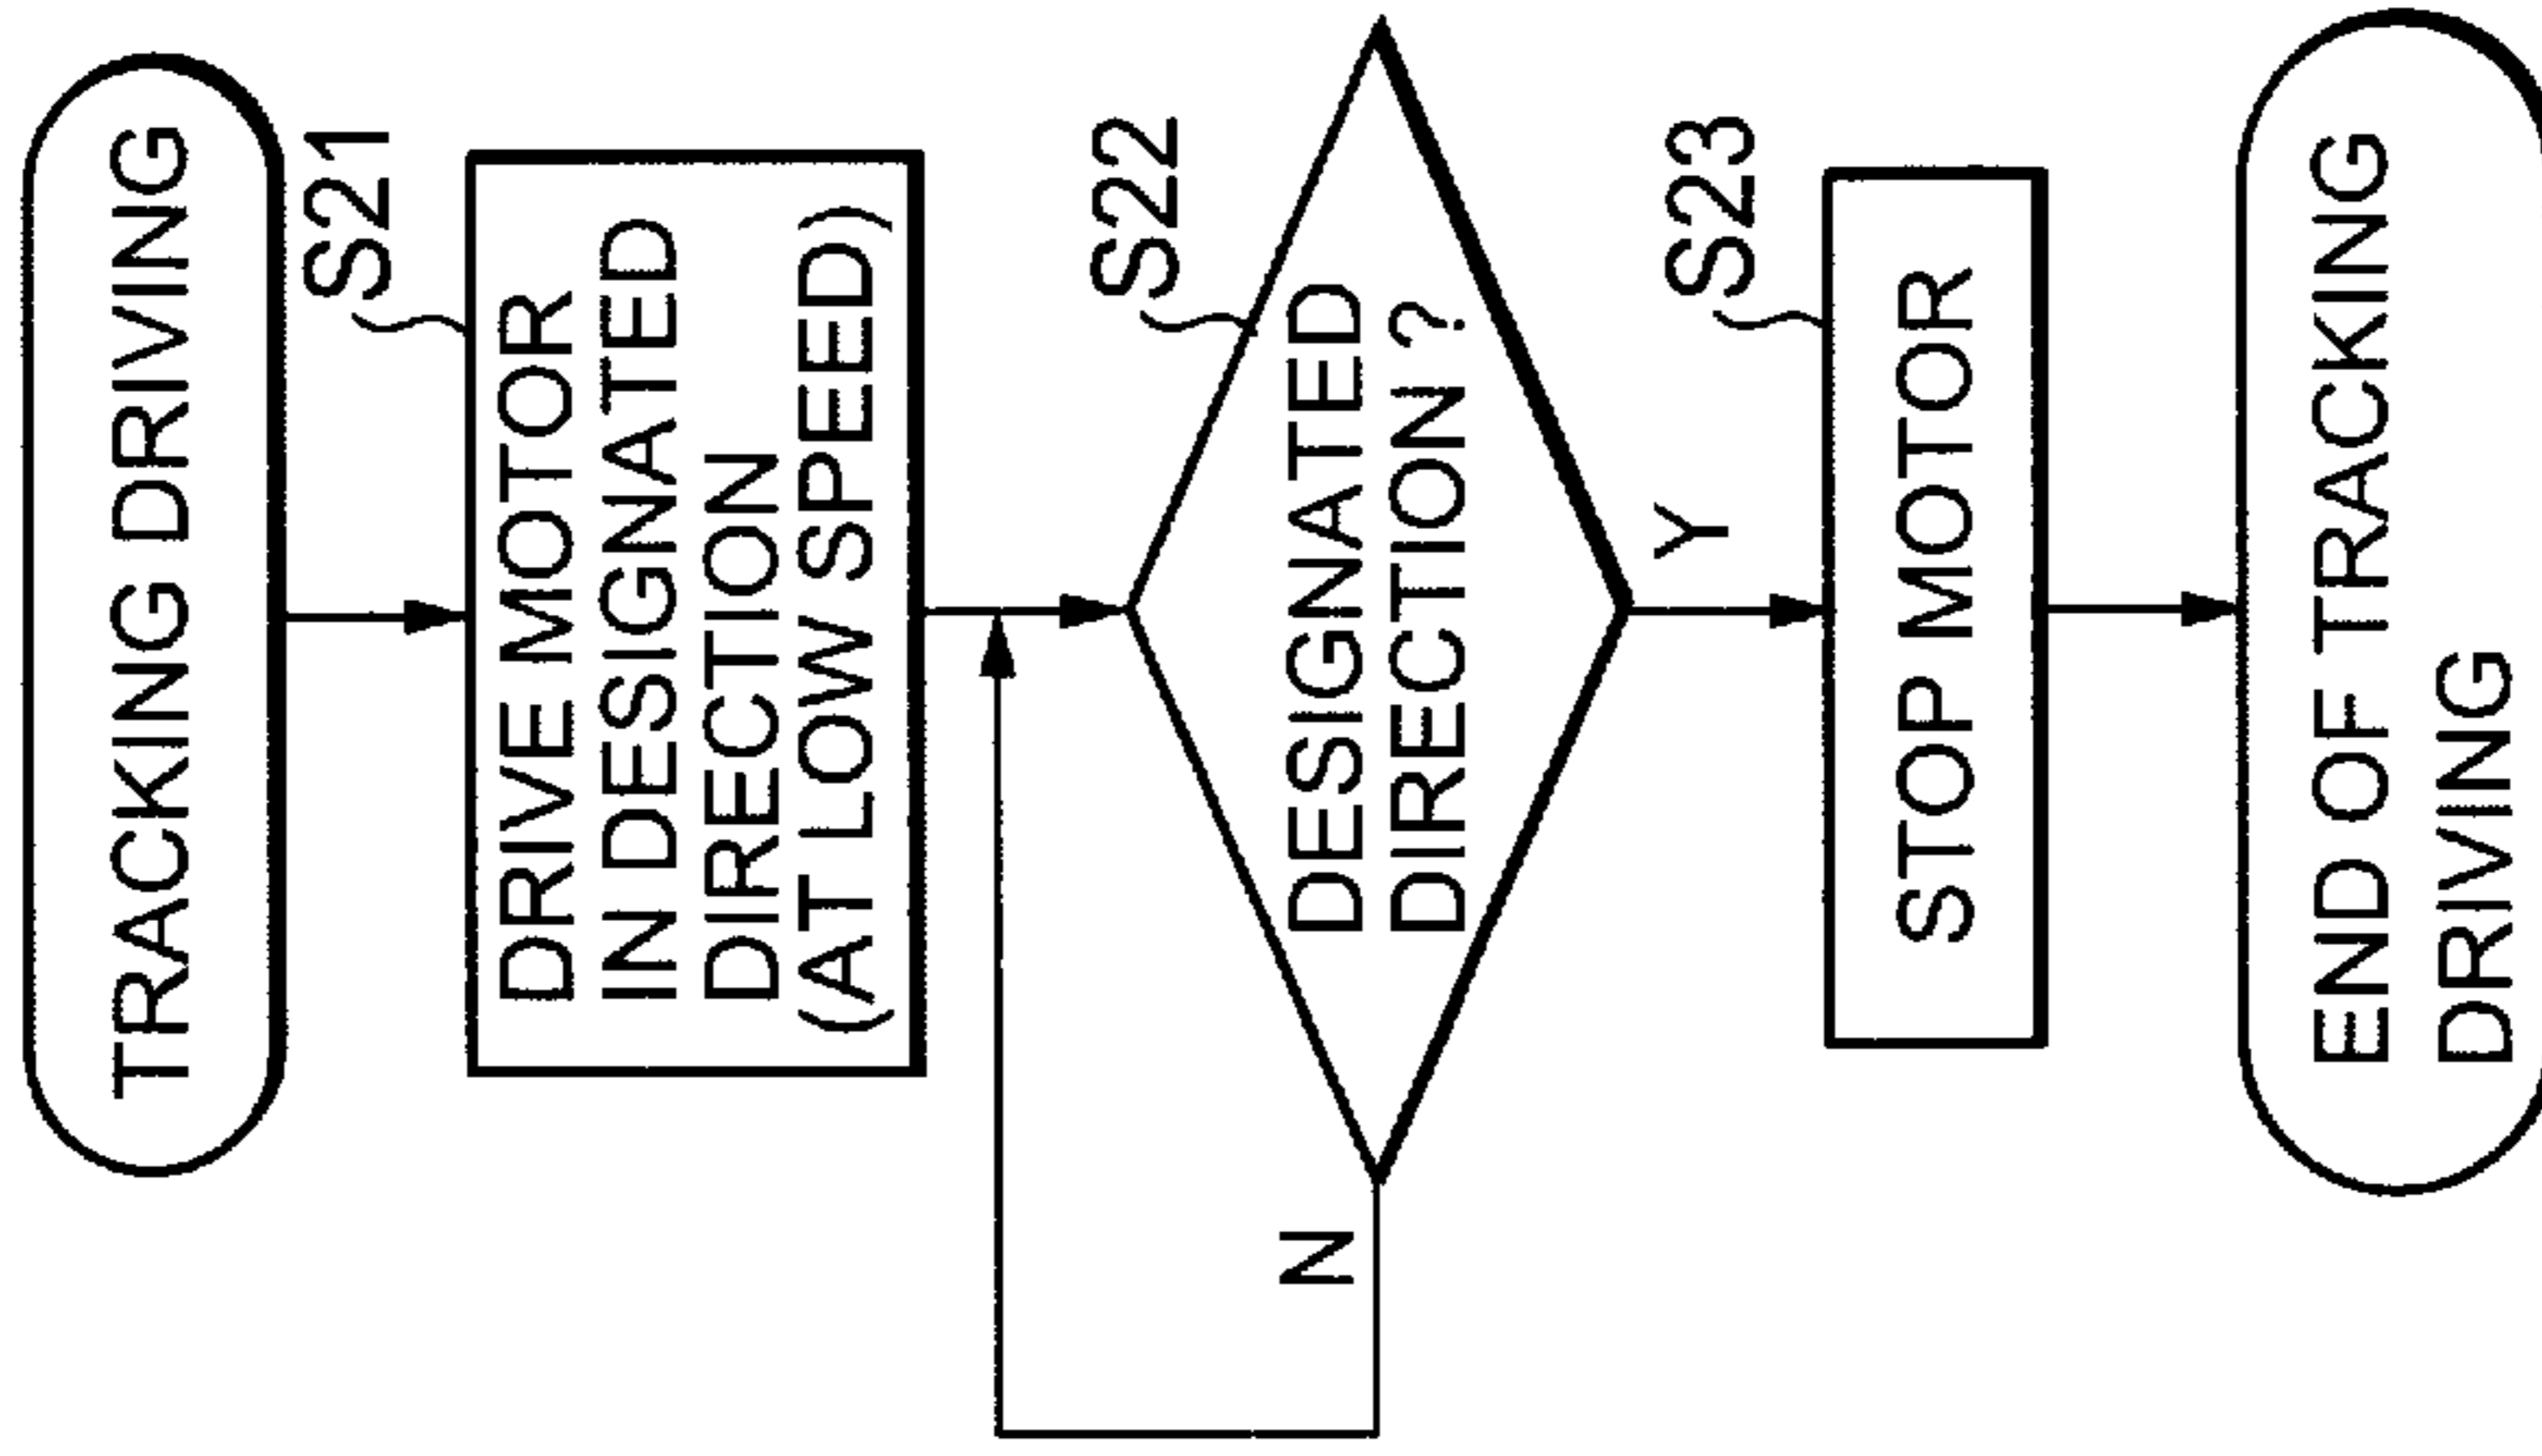 TRACKING DRIVING
S21
DRIVE MOTOR
IN DESIGNATED
DIRECTION
(AT LOW SPEED)
S22
DESIGNATED
DIRECTION ?
N
Y
S23
STOP MOTOR
END OF TRACKING
DRIVING